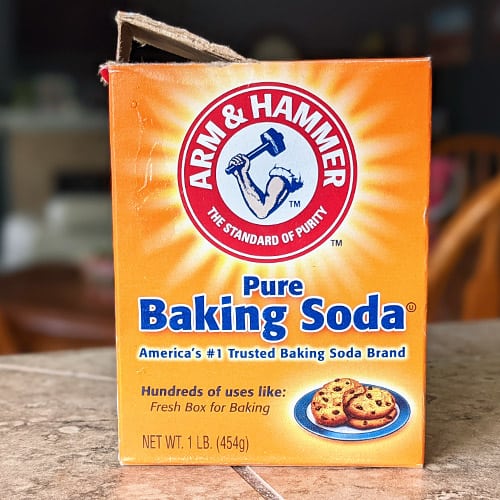 ARM & HAMMER
TM
THE STANDARD OF PURITY
TM
Pure
Baking Soda Ⓤ
America's #1 Trusted Baking Soda Brand
Hundreds of uses like:
Fresh Box for Baking
NET WT. 1 LB. (454g)